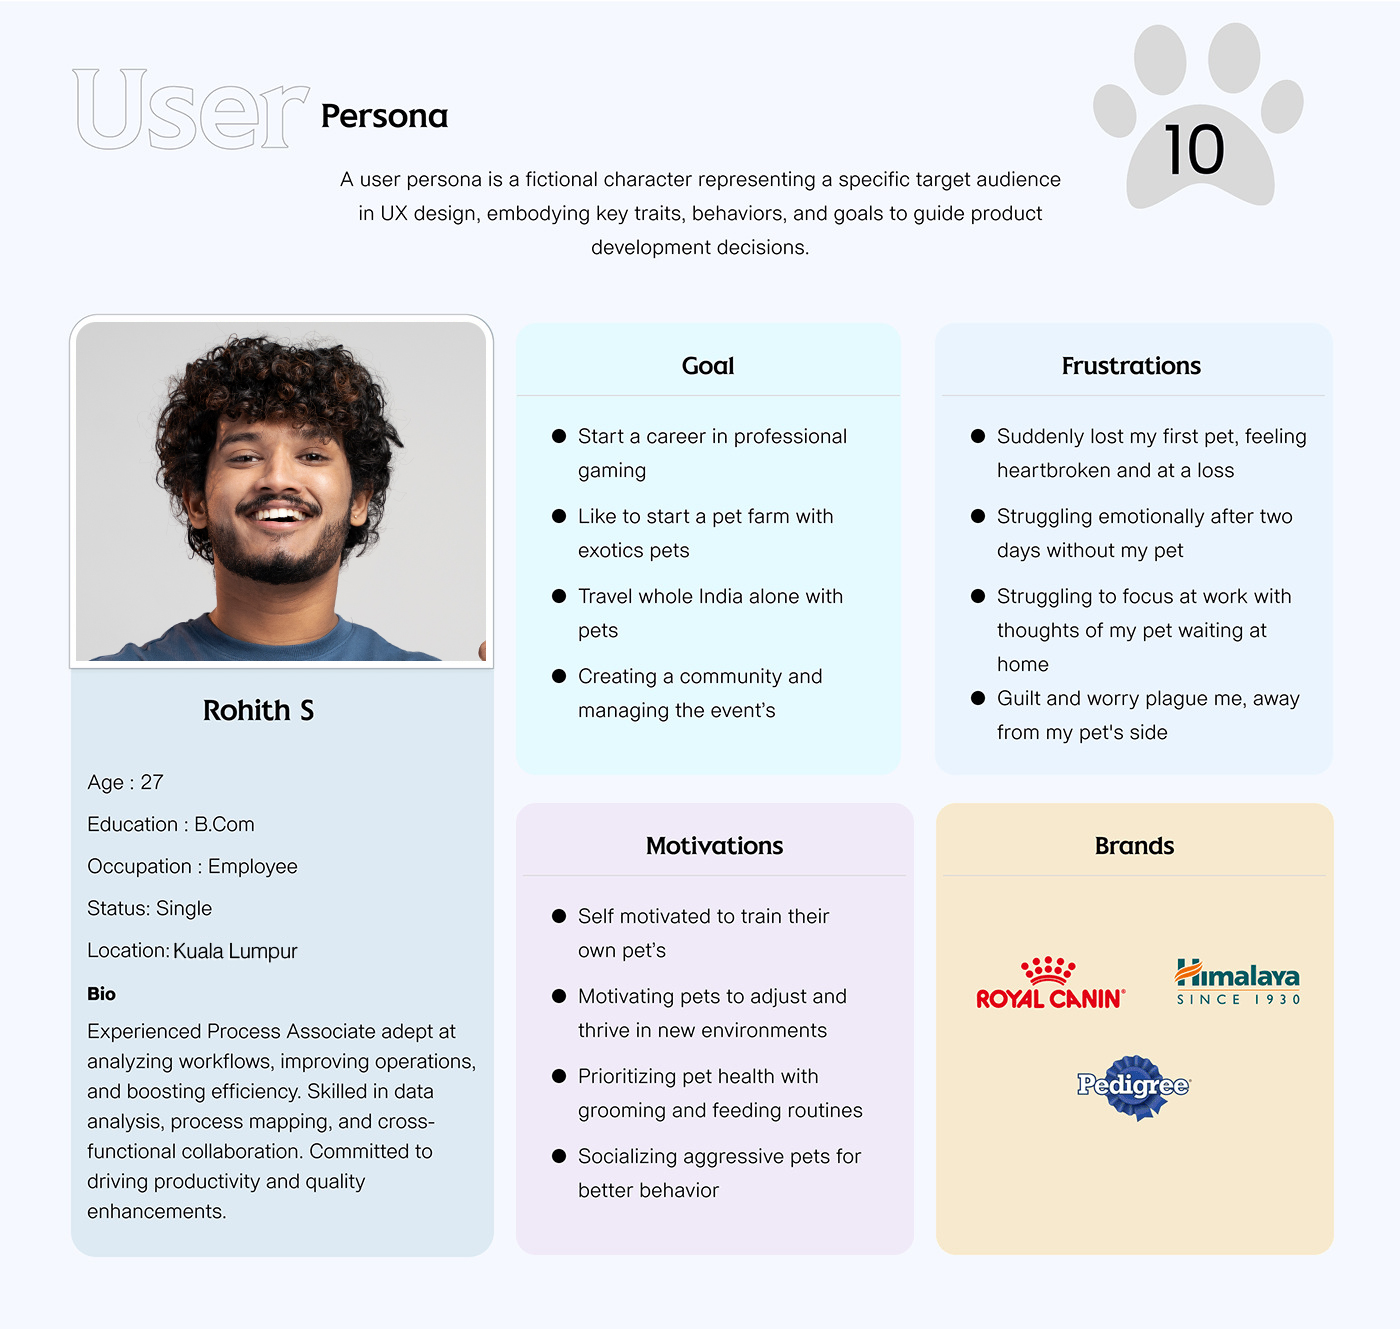 User Persona
10
A user persona is a fictional character representing a specific target audience
in UX design, embodying key traits, behaviors, and goals to guide product
development decisions.
Rohith S
Age : 27
Education : B.Com
Occupation : Employee
Status: Single
Location: Kuala Lumpur
Bio
Experienced Process Associate adept at
analyzing workflows, improving operations,
and boosting efficiency. Skilled in data
analysis, process mapping, and cross-
functional collaboration. Committed to
driving productivity and quality
enhancements.
Goal
Start a career in professional
gaming
Like to start a pet farm with
exotics pets
Travel whole India alone with
pets
Creating a community and
managing the event’s
Frustrations
Suddenly lost my first pet, feeling
heartbroken and at a loss
Struggling emotionally after two
days without my pet
Struggling to focus at work with
thoughts of my pet waiting at
home
Guilt and worry plague me, away
from my pet's side
Motivations
Self motivated to train their
own pet’s
Motivating pets to adjust and
thrive in new environments
Prioritizing pet health with
grooming and feeding routines
Socializing aggressive pets for
better behavior
Brands
ROYAL CANIN®
Himalaya
SINCE 1930
Pedigree